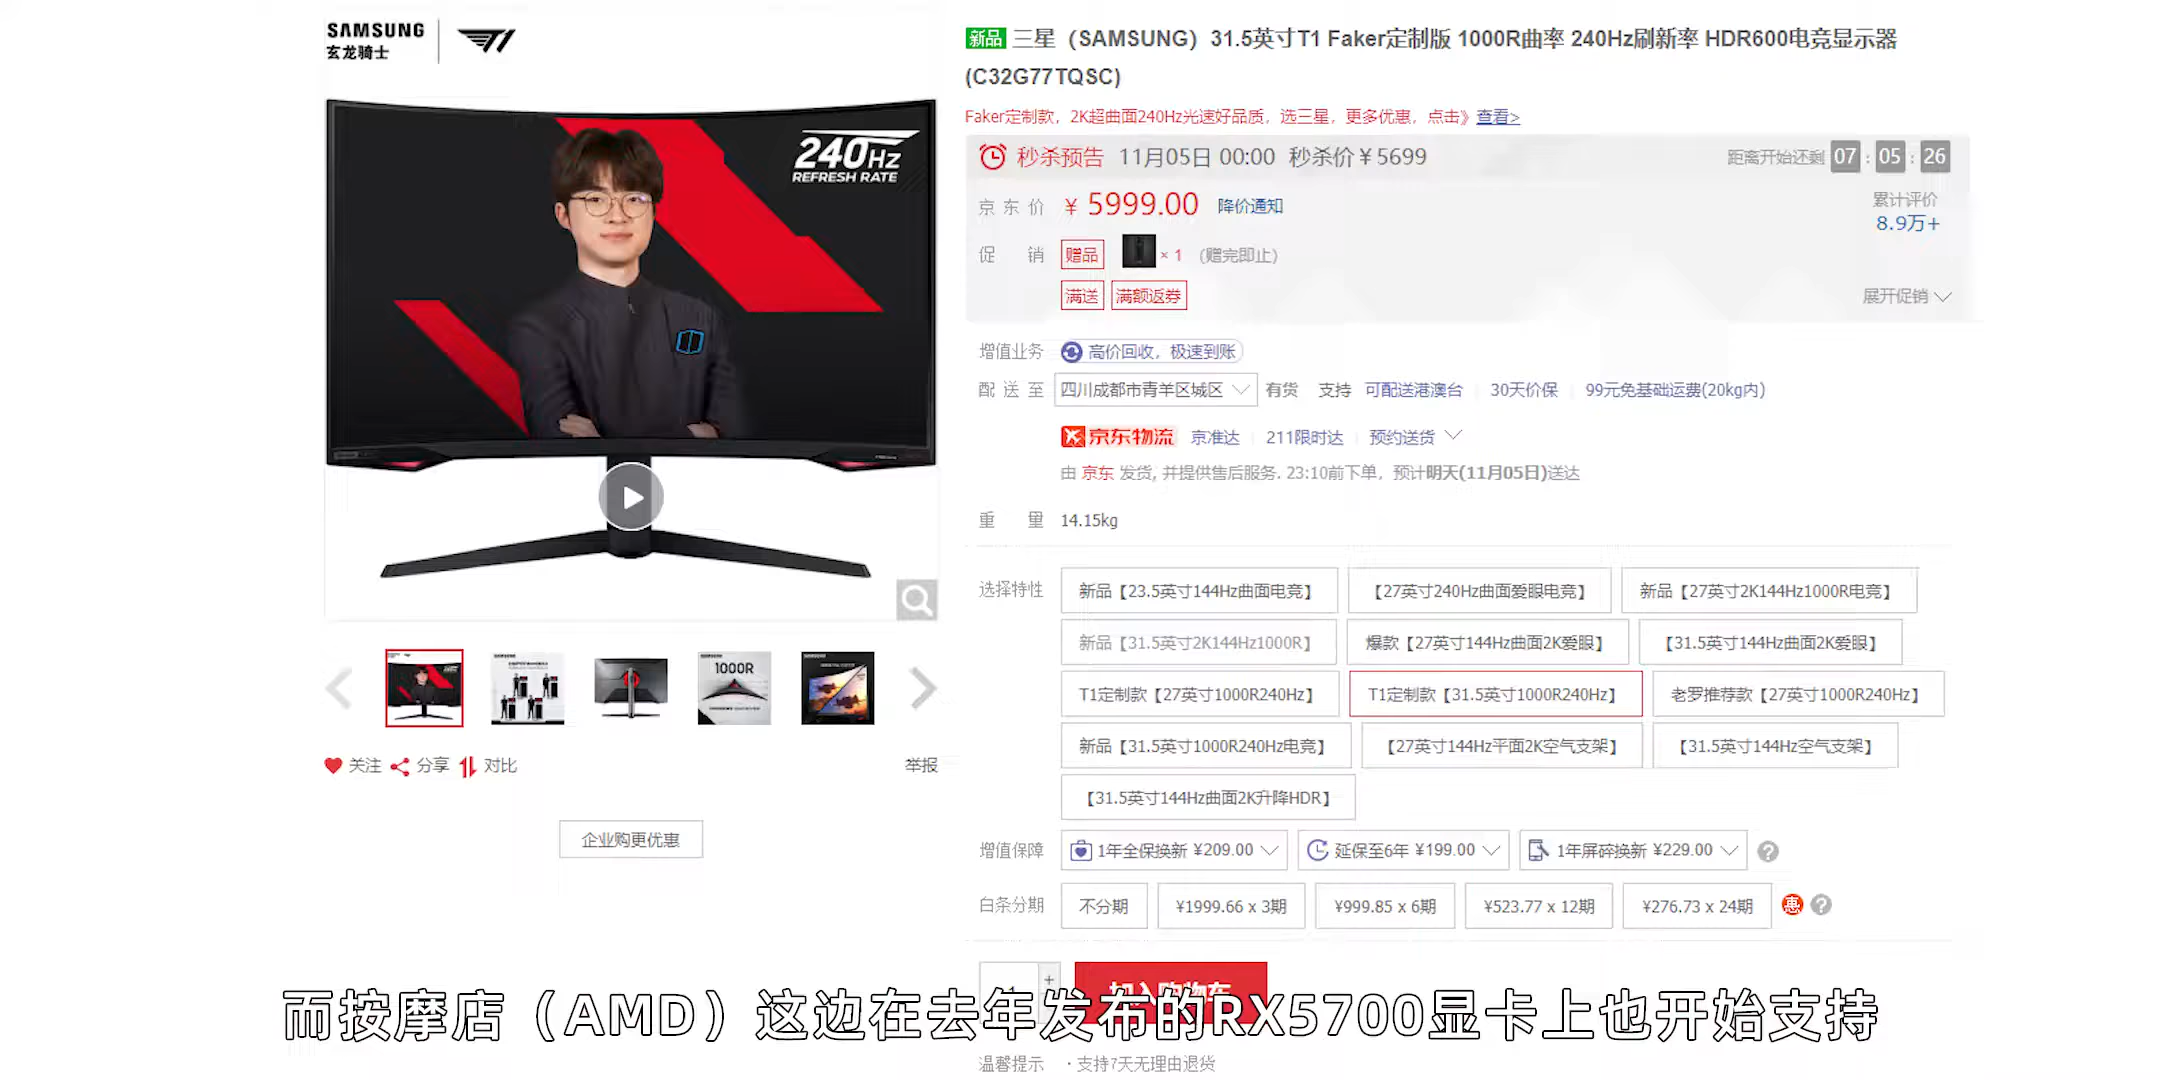 SAMSUNG
玄龙骑士
T1
240Hz
REFRESH RATE
1000R
关注 分享 对比
举报
企业购更优惠
新品 三星（SAMSUNG）31.5英寸T1 Faker定制版 1000R曲率 240Hz刷新率 HDR600电竞显示器
(C32G77TQSC)
Faker定制款，2K超曲面240Hz光速好品质，选三星，更多优惠，点击》查看>
秒杀预告 11月05日 00:00 秒杀价￥5699 距离开始还剩 07 : 05 : 26
京东价 ￥ 5999.00 降价通知
累计评价
8.9万+
促销 赠品 × 1 （赠完即止）
满送 满额返券
展开促销
增值业务 高价回收，极速到账
配送至 四川成都市青羊区城区 有货 支持 可配送港澳台 30天价保 99元免基础运费(20kg内)
京东物流 京准达 211限时达 预约送货
由 京东 发货, 并提供售后服务. 23:10前下单，预计明天(11月05日)送达
重量 14.15kg
选择特性 新品【23.5英寸144Hz曲面电竞】 【27英寸240Hz曲面爱眼电竞】 新品【27英寸2K144Hz1000R电竞】
新品【31.5英寸2K144Hz1000R】 爆款【27英寸144Hz曲面2K爱眼】 【31.5英寸144Hz曲面2K爱眼】
T1定制款【27英寸1000R240Hz】 T1定制款【31.5英寸1000R240Hz】 老罗推荐款【27英寸1000R240Hz】
新品【31.5英寸1000R240Hz电竞】 【27英寸144Hz平面2K空气支架】 【31.5英寸144Hz空气支架】
【31.5英寸144Hz曲面2K升降HDR】
增值保障 1年全保换新 ¥209.00 延保至6年 ¥199.00 1年屏碎换新 ¥229.00 ?
白条分期 不分期 ¥1999.66 x 3期 ¥999.85 x 6期 ¥523.77 x 12期 ¥276.73 x 24期 惠 ?
1 + 加入购物车
而按摩店（AMD）这边在去年发布的RX5700显卡上也开始支持
温馨提示 ·支持7天无理由退货